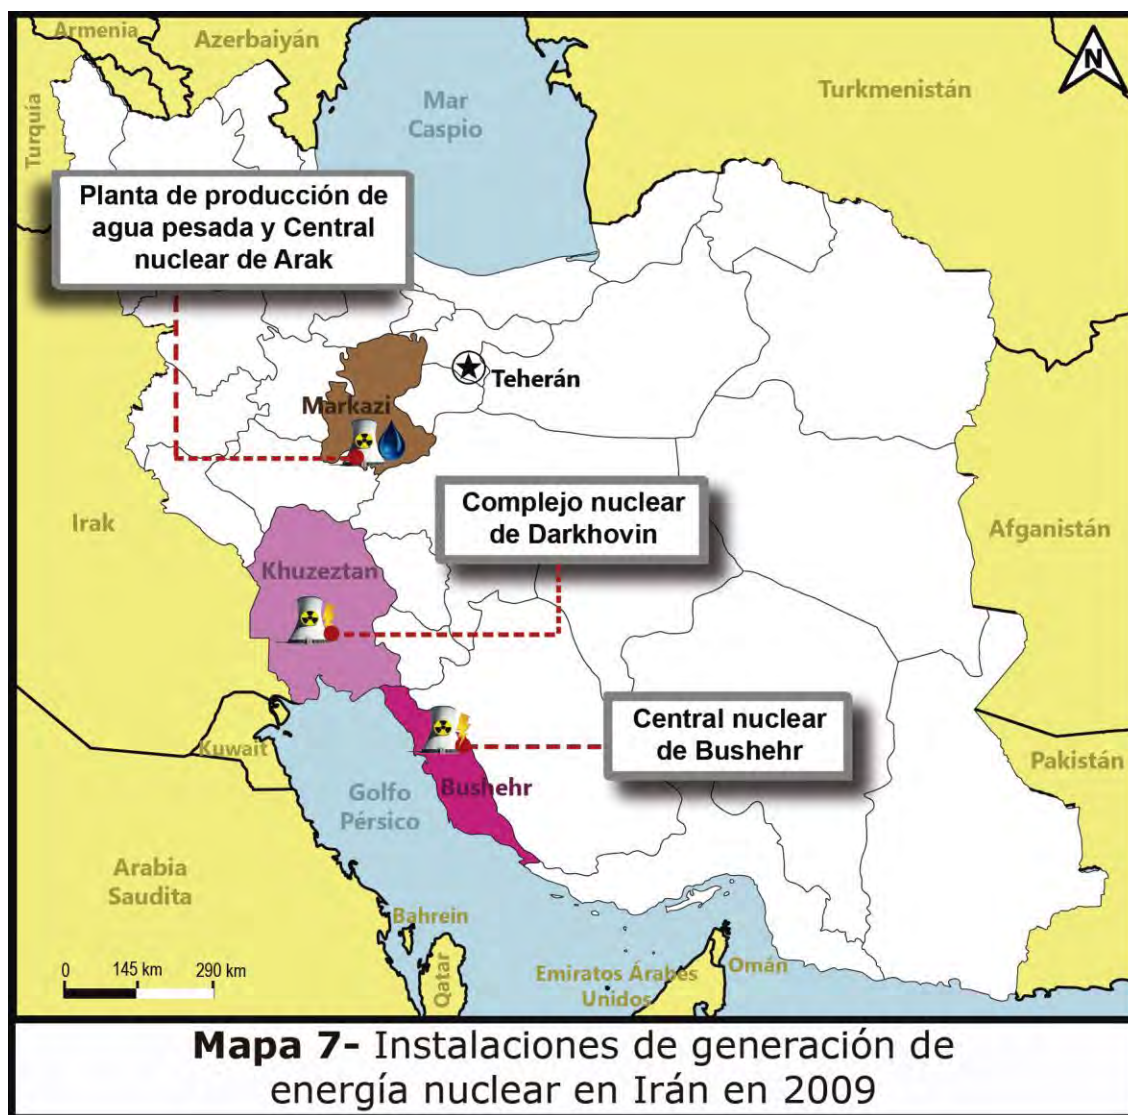 Armenia
Azerbaiyán
Turquía
Mar
Caspio
Turkmenistán
N
Planta de producción de
agua pesada y Central
nuclear de Arak
Teherán
Markazi
Irak
Complejo nuclear
de Darkhovin
Afganistán
Khuzeztan
Central nuclear
de Bushehr
Kuwait
Pakistán
Bushehr
Golfo
Pérsico
Arabia
Saudita
Bahrein
Qatar
Emiratos Árabes
Unidos
Omán
0 145 km 290 km
Mapa 7- Instalaciones de generación de
energía nuclear en Irán en 2009